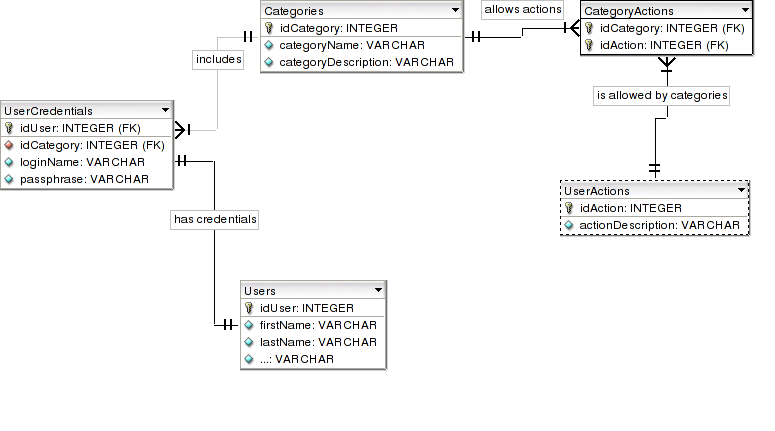 Categories
idCategory: INTEGER
categoryName: VARCHAR
categoryDescription: VARCHAR
allows actions
CategoryActions
idCategory: INTEGER (FK)
idAction: INTEGER (FK)
includes
is allowed by categories
UserCredentials
idUser: INTEGER (FK)
idCategory: INTEGER (FK)
loginName: VARCHAR
passphrase: VARCHAR
UserActions
idAction: INTEGER
actionDescription: VARCHAR
has credentials
Users
idUser: INTEGER
firstName: VARCHAR
lastName: VARCHAR
...: VARCHAR